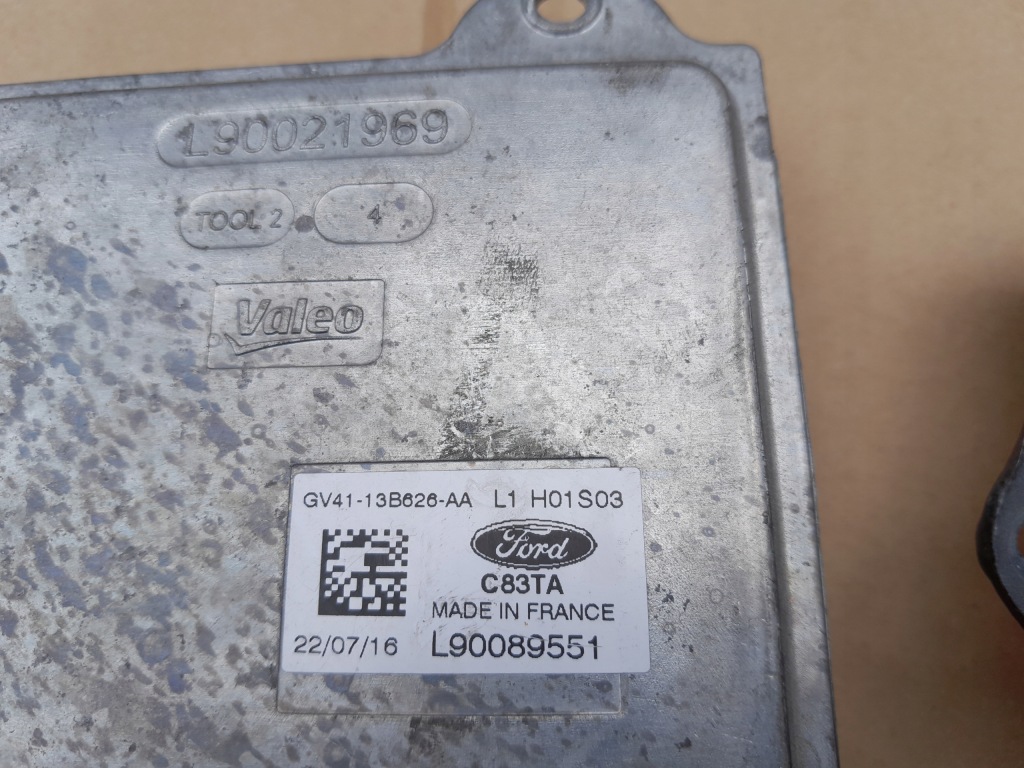 L90021969
TOOL 2 4
Valeo
GV41-13B626-AA L1 H01S03
Ford
C83TA
MADE IN FRANCE
22/07/16 L90089551